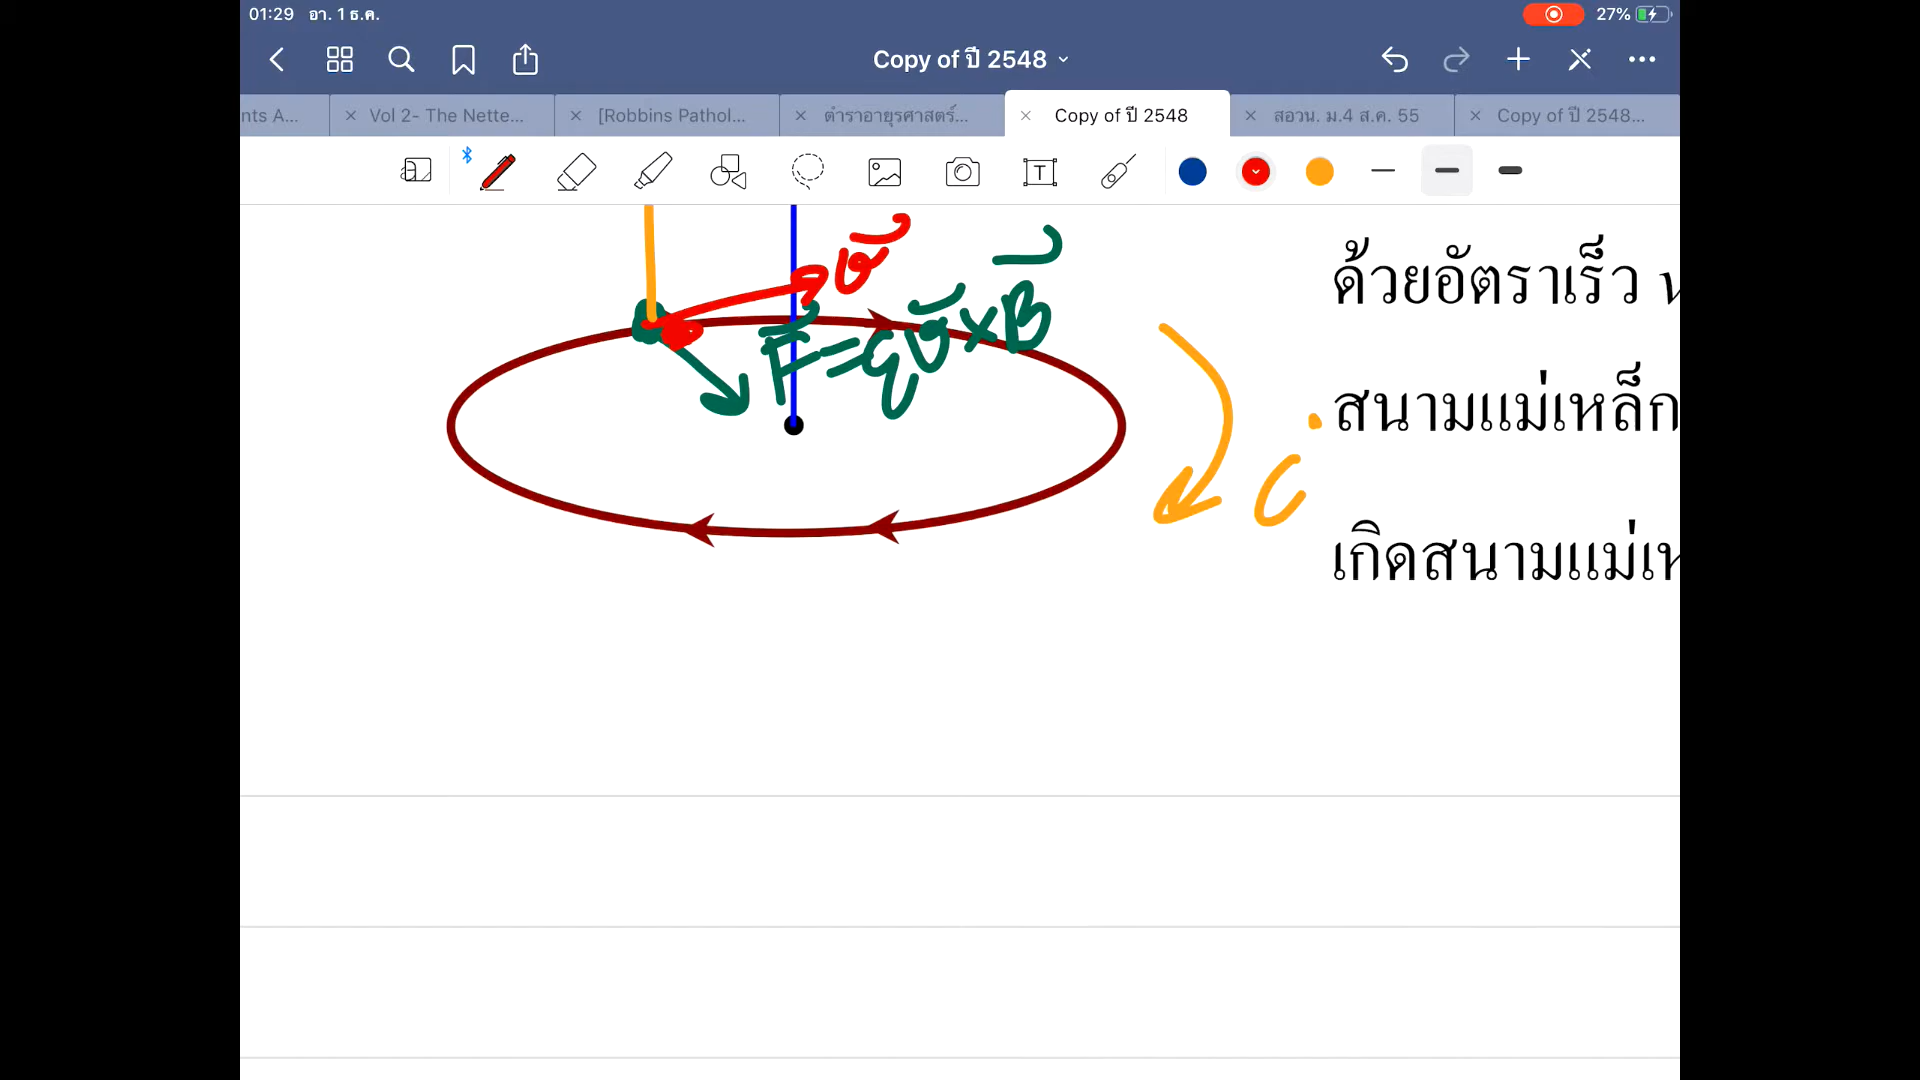 01:29 อา. 1 ธ.ค.
27%
Copy of ปี 2548
nts A...
Vol 2- The Nette...
[Robbins Pathol...
ตำราอายุรศาสตร์...
Copy of ปี 2548
สอวน. ม.4 ส.ค. 55
Copy of ปี 2548...
ด้วยอัตราเร็ว
F=qv×B
สนามแม่เหล็ก
เกิดสนามแม่เห